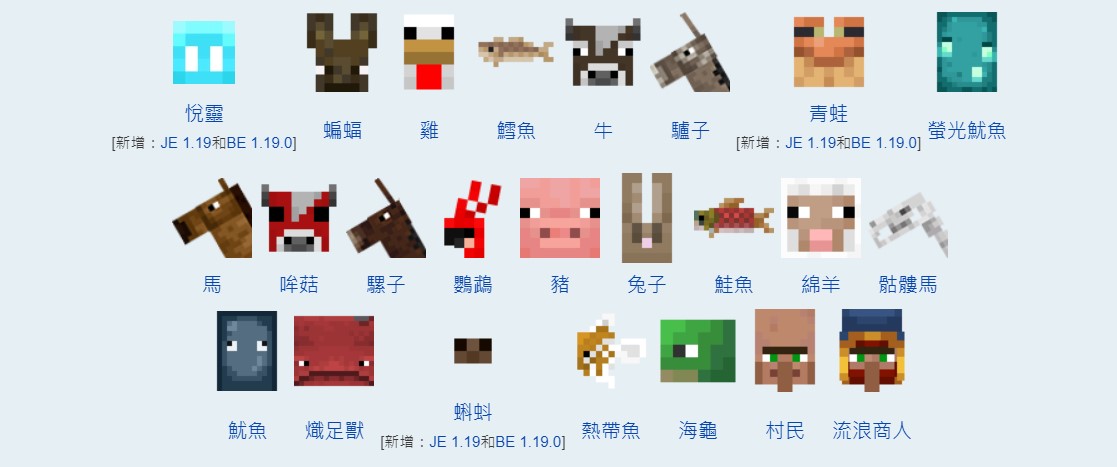 悅靈
[新增：JE 1.19和BE 1.19.0]
蝙蝠
雞
鱈魚
牛
驢子
青蛙
[新增：JE 1.19和BE 1.19.0]
螢光魷魚
馬
哞菇
騾子
鸚鵡
豬
兔子
鮭魚
綿羊
骷髏馬
魷魚
熾足獸
蝌蚪
[新增：JE 1.19和BE 1.19.0]
熱帶魚
海龜
村民
流浪商人